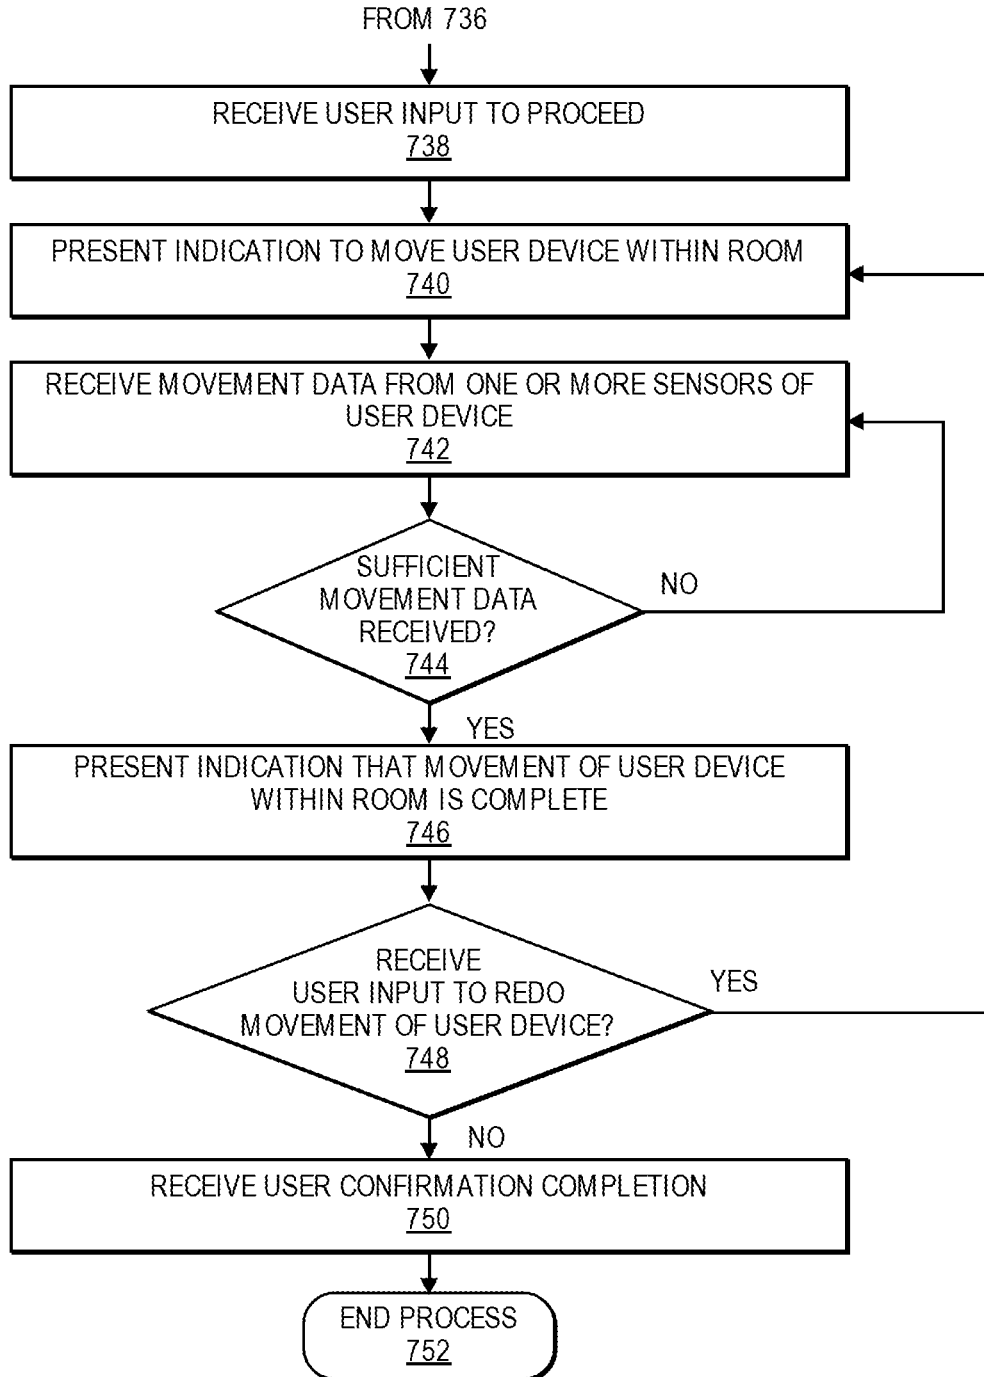 FROM 736
RECEIVE USER INPUT TO PROCEED
738
PRESENT INDICATION TO MOVE USER DEVICE WITHIN ROOM
740
RECEIVE MOVEMENT DATA FROM ONE OR MORE SENSORS OF
USER DEVICE
742
SUFFICIENT
MOVEMENT DATA
RECEIVED?
744
NO
YES
PRESENT INDICATION THAT MOVEMENT OF USER DEVICE
WITHIN ROOM IS COMPLETE
746
RECEIVE
USER INPUT TO REDO
MOVEMENT OF USER DEVICE?
748
YES
NO
RECEIVE USER CONFIRMATION COMPLETION
750
END PROCESS
752